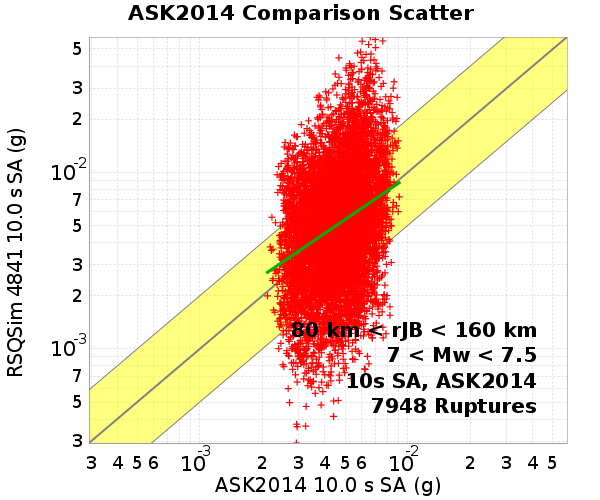 ASK2014 Comparison Scatter
RSQSim 4841 10.0 s SA (g)
5
3
2
10-2
7
5
3
2
10-3
7
5
3
80 km < rJB < 160 km
7 < Mw < 7.5
10s SA, ASK2014
7948 Ruptures
3 4 5 6 10-3 2 3 4 5 6 10-2 2 3 4 5
ASK2014 10.0 s SA (g)